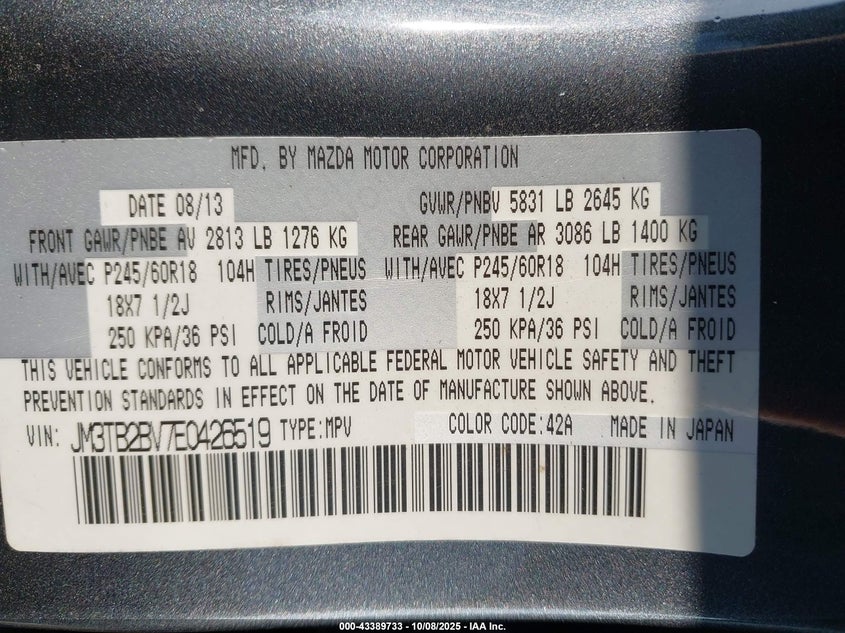 MFD. BY MAZDA MOTOR CORPORATION
DATE 08/13 GVWR/PNBV 5831 LB 2645 KG
FRONT GAWR/PNBE AV 2813 LB 1276 KG REAR GAWR/PNBE AR 3086 LB 1400 KG
WITH/AVEC P245/60R18 104H TIRES/PNEUS WITH/AVEC P245/60R18 104H TIRES/PNEUS
18X7 1/2J RIMS/JANTES 18X7 1/2J RIMS/JANTES
250 KPA/36 PSI COLD/A FROID 250 KPA/36 PSI COLD/A FROID
THIS VEHICLE CONFORMS TO ALL APPLICABLE FEDERAL MOTOR VEHICLE SAFETY AND THEFT
PREVENTION STANDARDS IN EFFECT ON THE DATE OF MANUFACTURE SHOWN ABOVE.
VIN: JM3TB2BV7E0426519 TYPE:MPV COLOR CODE:42A MADE IN JAPAN
000-43389733 - 10/08/2025 - IAA Inc.